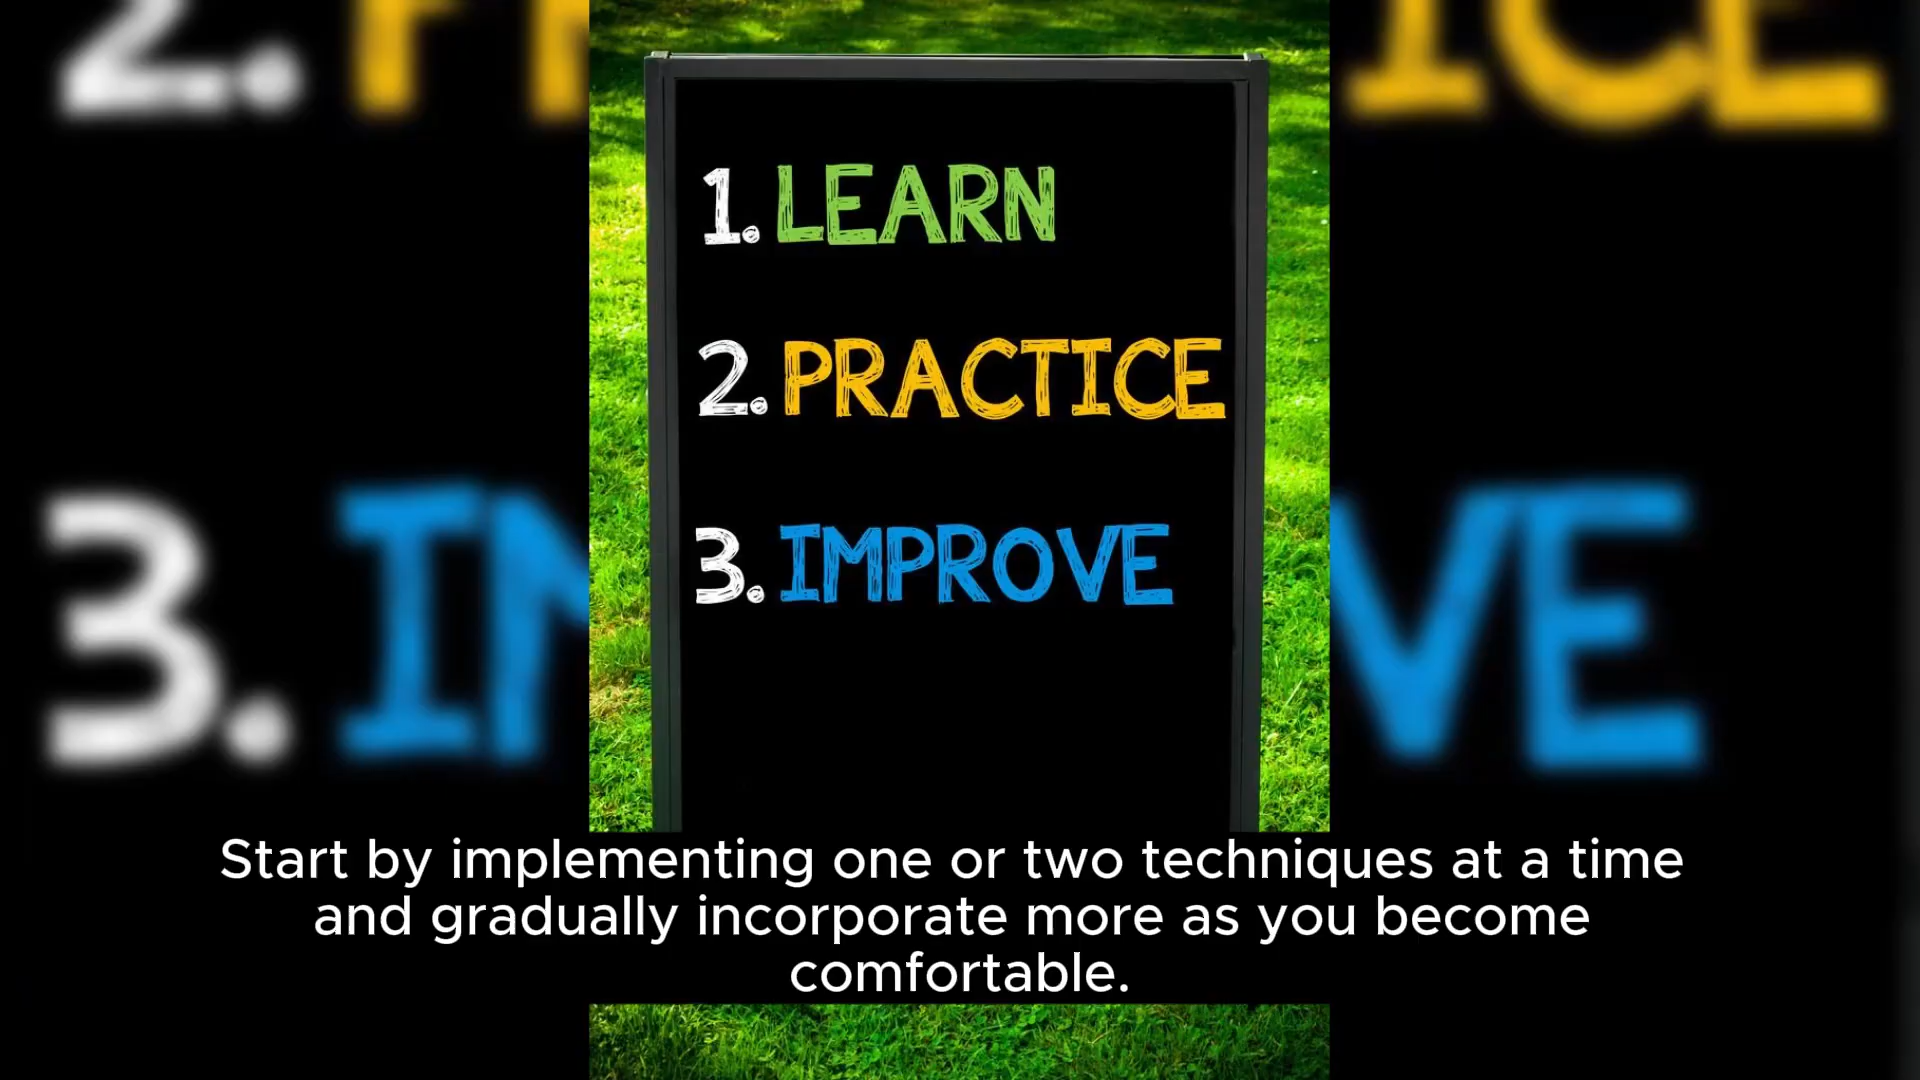 1. LEARN
2. PRACTICE
3. IMPROVE
Start by implementing one or two techniques at a time
and gradually incorporate more as you become
comfortable.